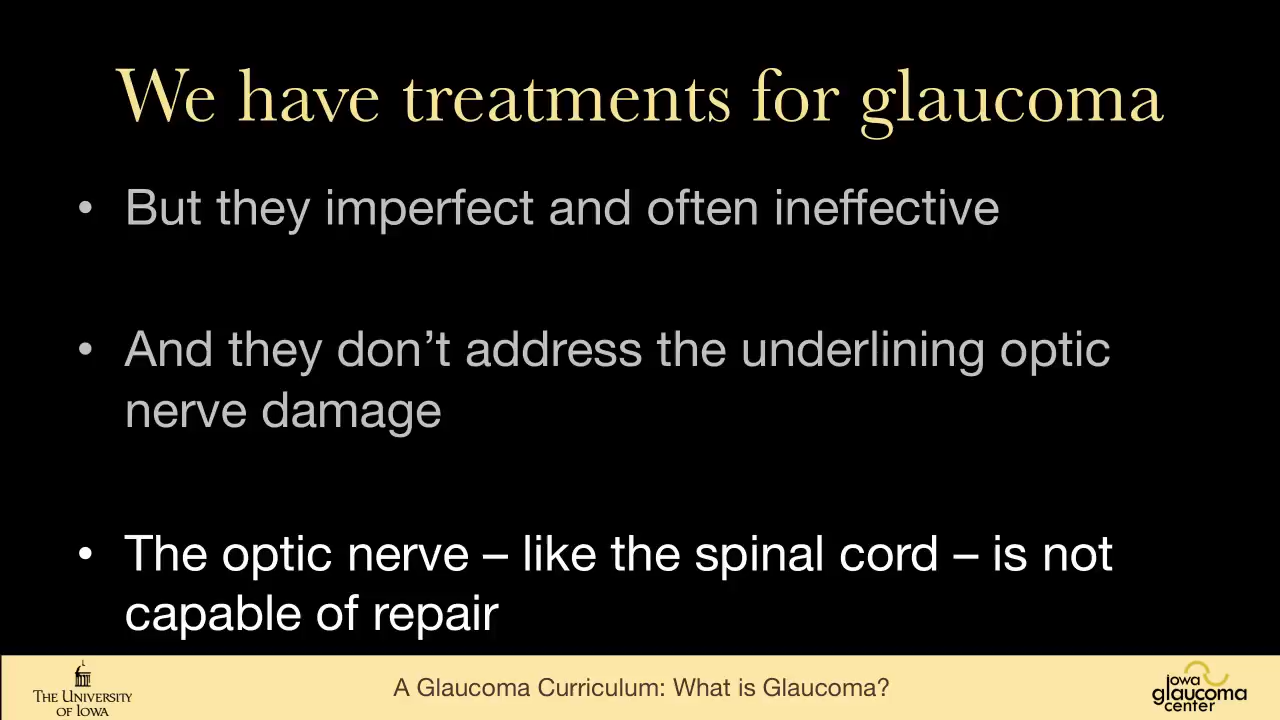 We have treatments for glaucoma
• But they imperfect and often ineffective
• And they don’t address the underlining optic
nerve damage
• The optic nerve – like the spinal cord – is not
capable of repair
THE UNIVERSITY
OF IOWA
A Glaucoma Curriculum: What is Glaucoma?
iowa
glaucoma
center